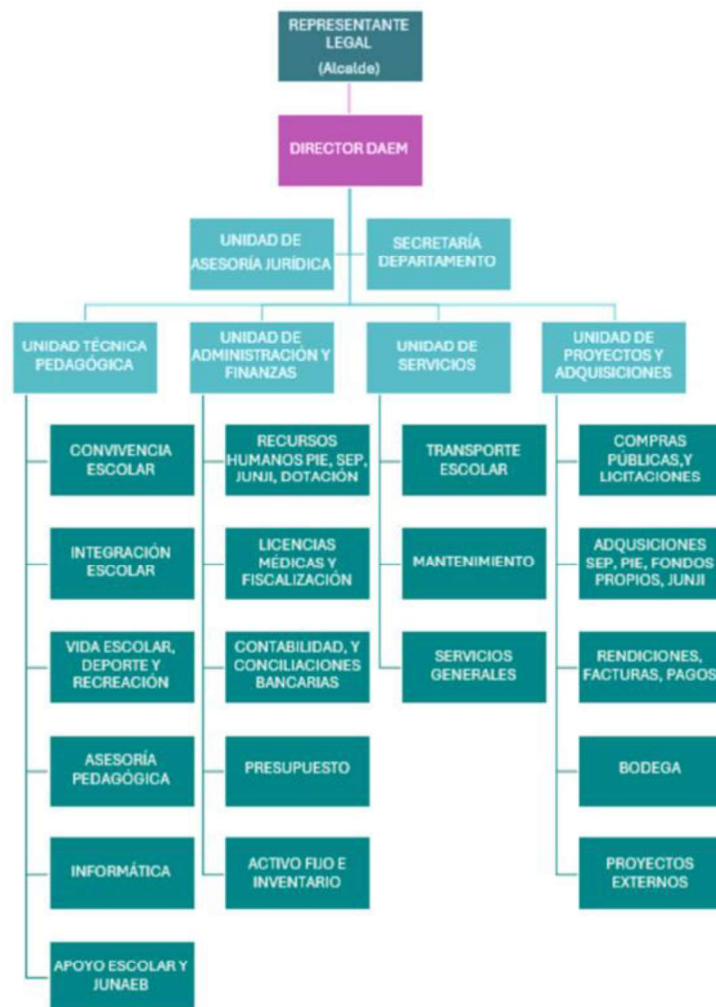 REPRESENTANTE
LEGAL
(Alcalde)
DIRECTOR DAEM
UNIDAD DE
ASESORÍA JURÍDICA
SECRETARÍA
DEPARTAMENTO
UNIDAD TÉCNICA
PEDAGÓGICA
UNIDAD DE
ADMINISTRACIÓN Y
FINANZAS
UNIDAD DE
SERVICIOS
UNIDAD DE
PROYECTOS Y
ADQUISICIONES
CONVIVENCIA
ESCOLAR
INTEGRACIÓN
ESCOLAR
VIDA ESCOLAR,
DEPORTE Y
RECREACIÓN
ASESORÍA
PEDAGÓGICA
INFORMÁTICA
APOYO ESCOLAR Y
JUNAEB
RECURSOS
HUMANOS PIE, SEP,
JUNJI, DOTACIÓN
LICENCIAS
MÉDICAS Y
FISCALIZACIÓN
CONTABILIDAD, Y
CONCILIACIONES
BANCARIAS
PRESUPUESTO
ACTIVO FIJO E
INVENTARIO
TRANSPORTE
ESCOLAR
MANTENIMIENTO
SERVICIOS
GENERALES
COMPRAS
PÚBLICAS,Y
LICITACIONES
ADQUSICIONES
SEP, PIE, FONDOS
PROPIOS, JUNJI
RENDICIONES,
FACTURAS, PAGOS
BODEGA
PROYECTOS
EXTERNOS